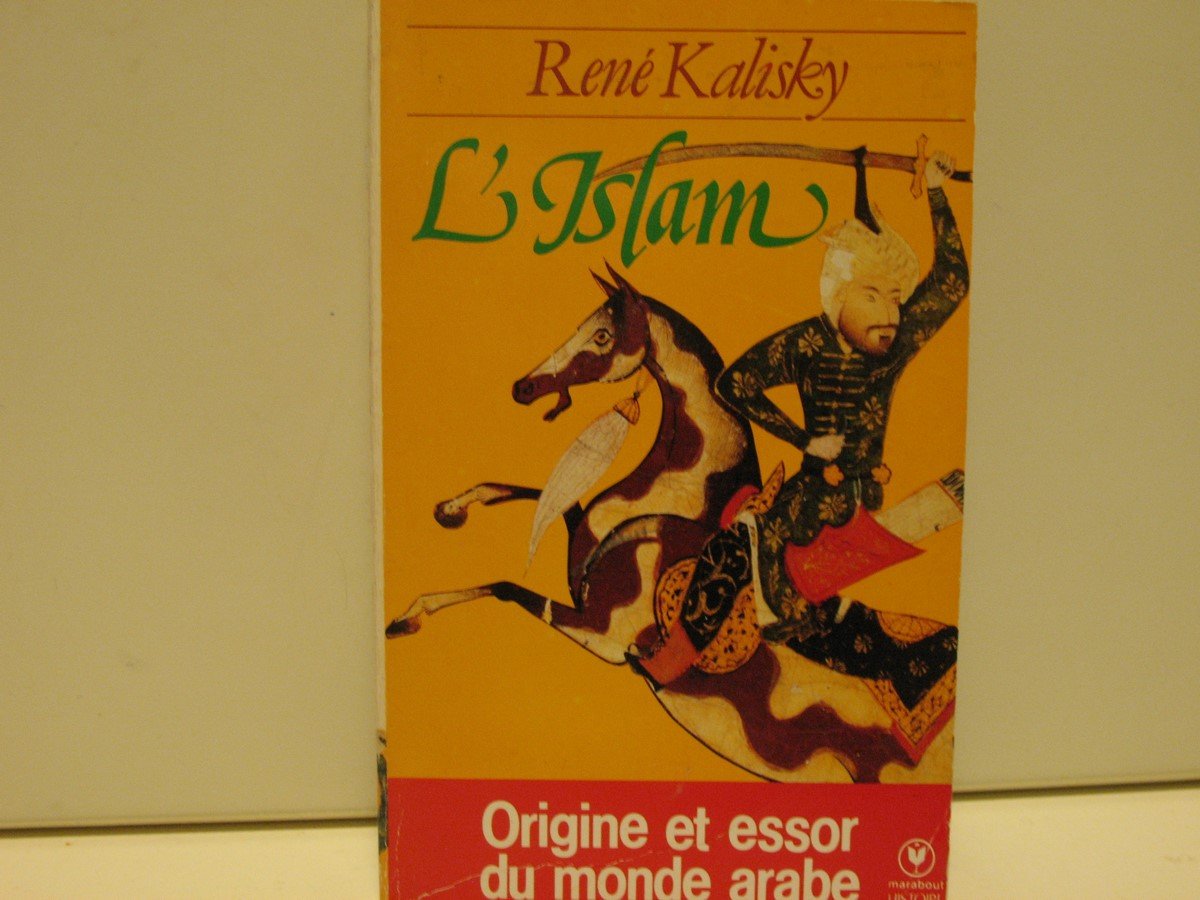 René Kalisky
L'Islam
Origine et essor
du monde arabe
marabout